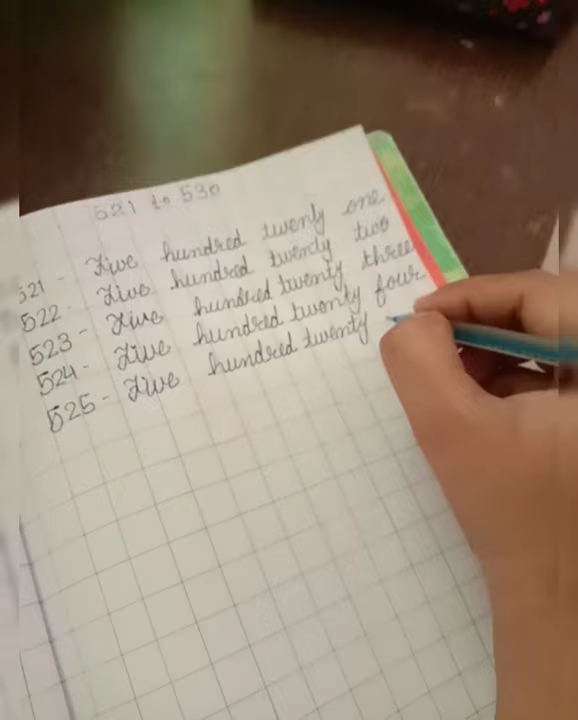 521 to 530
521 - Five hundred twenty one
522 - Five hundred twenty two
523 - Five hundred twenty three
524 - Five hundred twonty four
525 - Five hundred twenty